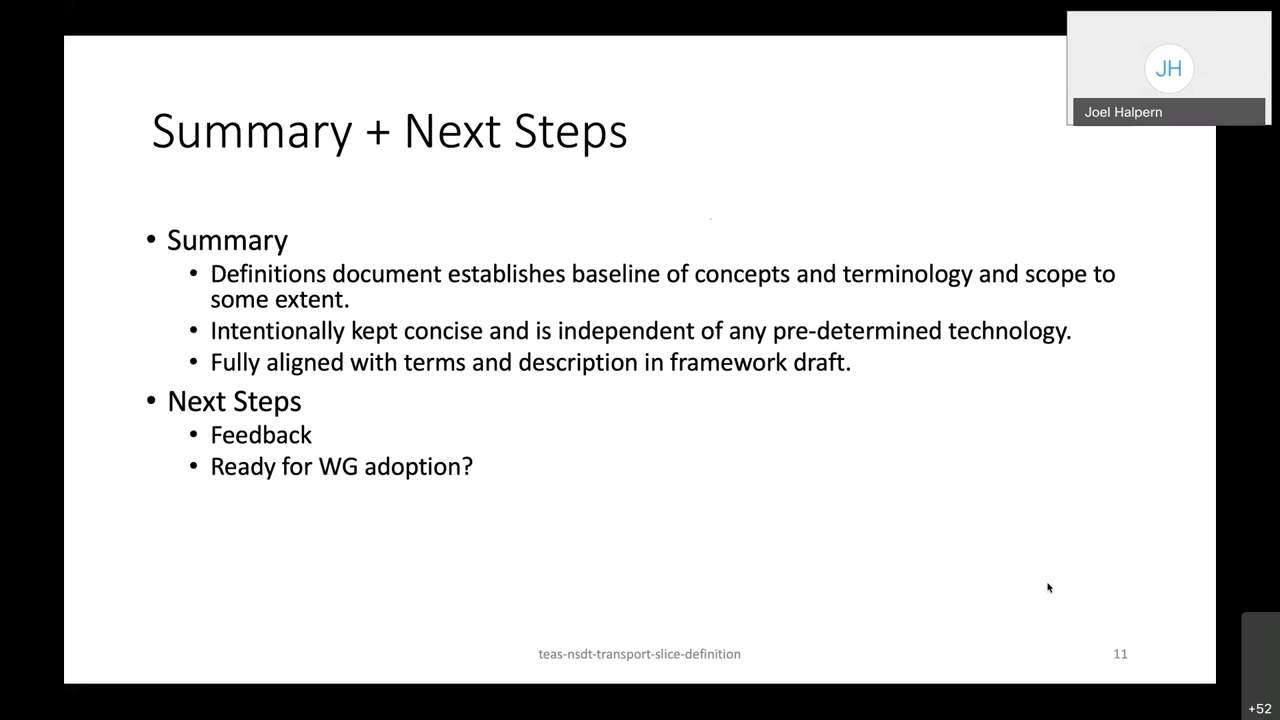 JH
Joel Halpern
Summary + Next Steps
• Summary
• Definitions document establishes baseline of concepts and terminology and scope to
some extent.
• Intentionally kept concise and is independent of any pre-determined technology.
• Fully aligned with terms and description in framework draft.
• Next Steps
• Feedback
• Ready for WG adoption?
teas-nsdt-transport-slice-definition
11
+52